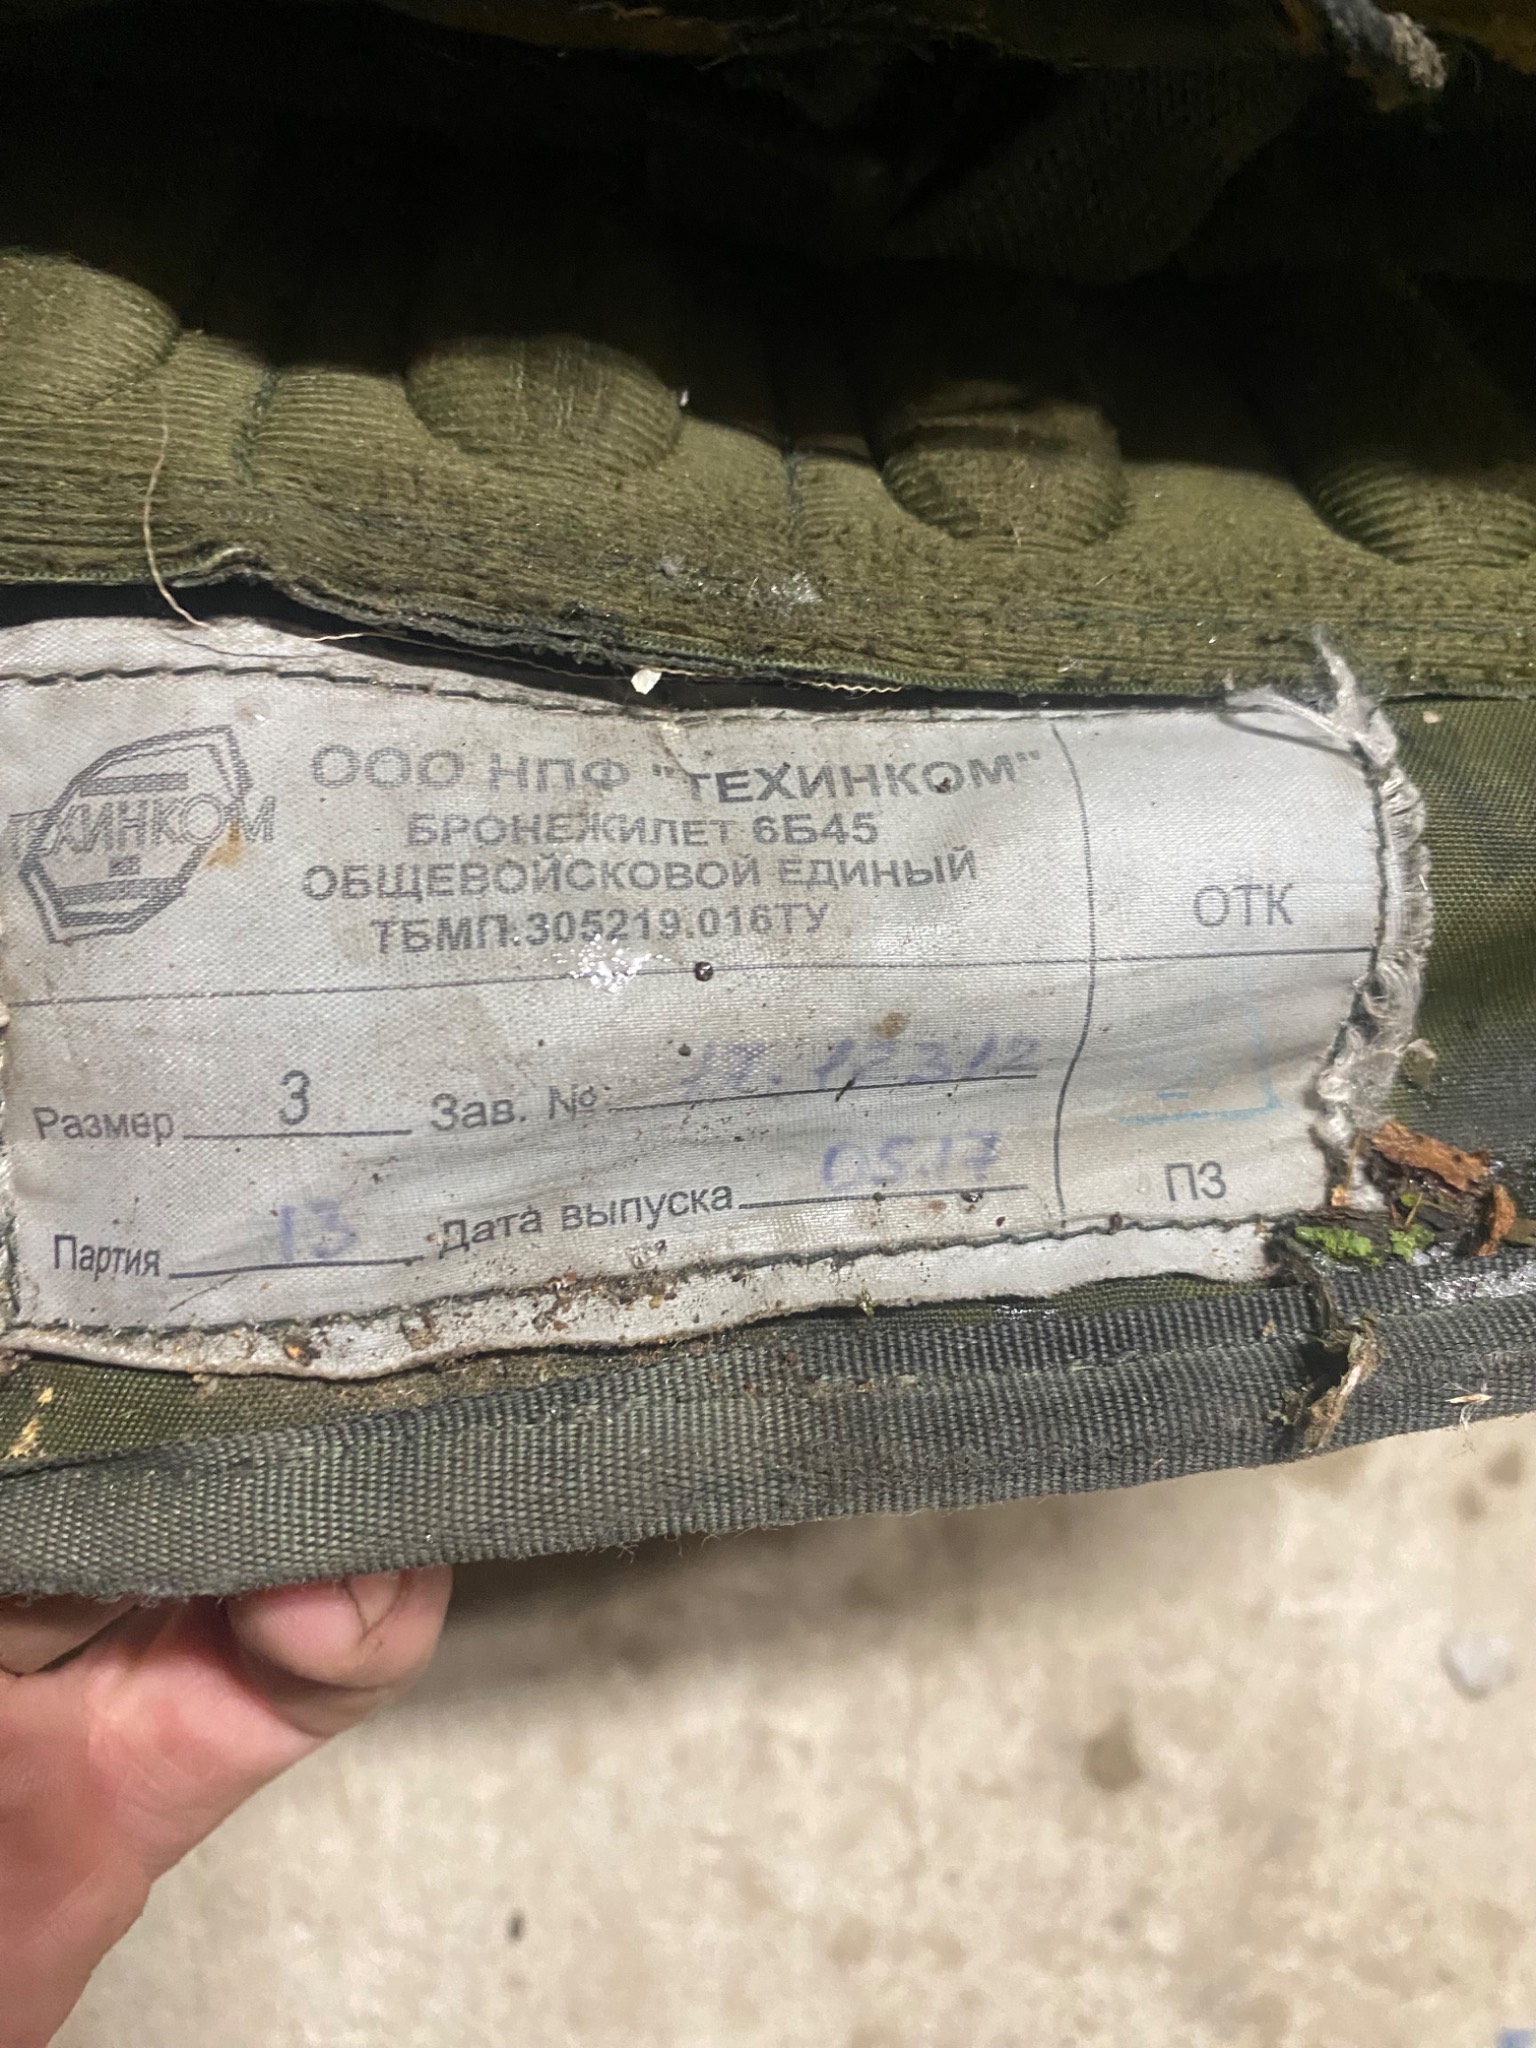 ТЕХИНКОМ
ООО НПФ "ТЕХИНКОМ"
БРОНЕЖИЛЕТ 6Б45
ОБЩЕВОЙСКОВОЙ ЕДИНЫЙ
ТБМП.305219.016ТУ
ОТК
Размер 3 Зав. №
Партия 13 Дата выпуска 05.17
ПЗ